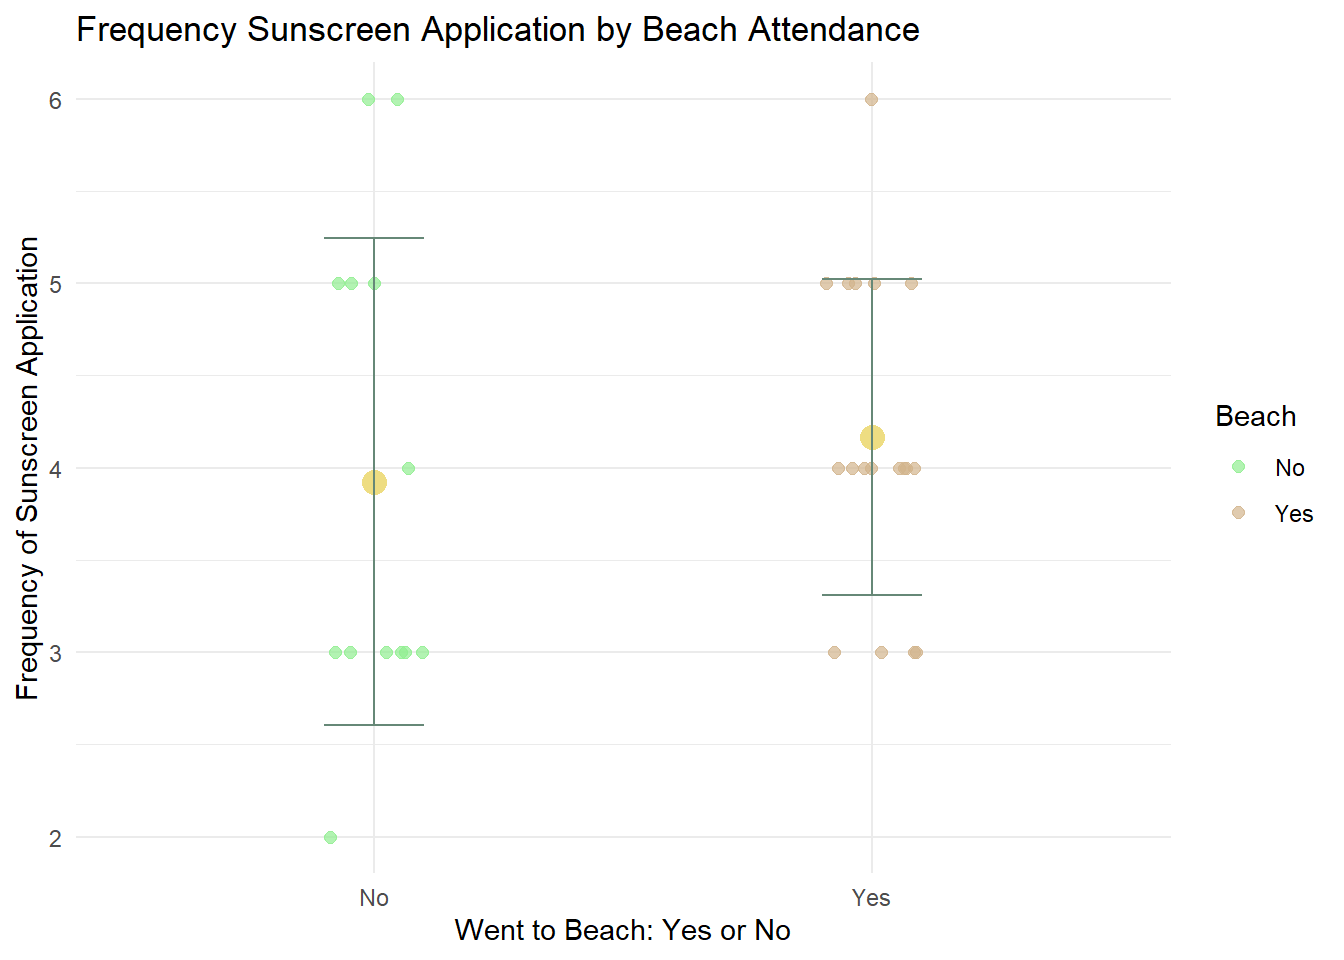 Frequency Sunscreen Application by Beach Attendance
Frequency of Sunscreen Application
6
5
4
3
2
No
Yes
Went to Beach: Yes or No
Beach
No
Yes